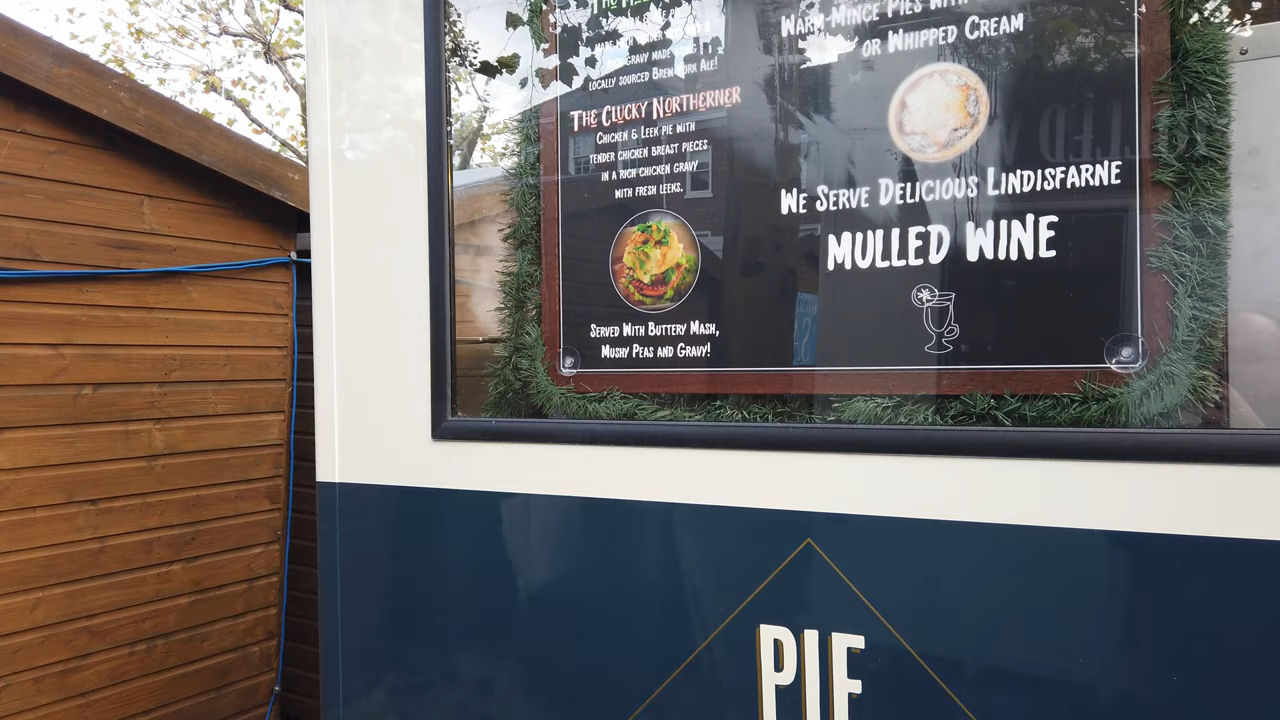 The
gravy made
locally sourced Brew York Ale!
The Clucky Northerner
Chicken & Leek pie with
tender chicken breast pieces
in a rich chicken gravy
with fresh leeks.
Served With Buttery Mash,
Mushy Peas and Gravy!
Warm Mince Pies with
or Whipped Cream
We Serve Delicious Lindisfarne
MULLED WINE
PIE